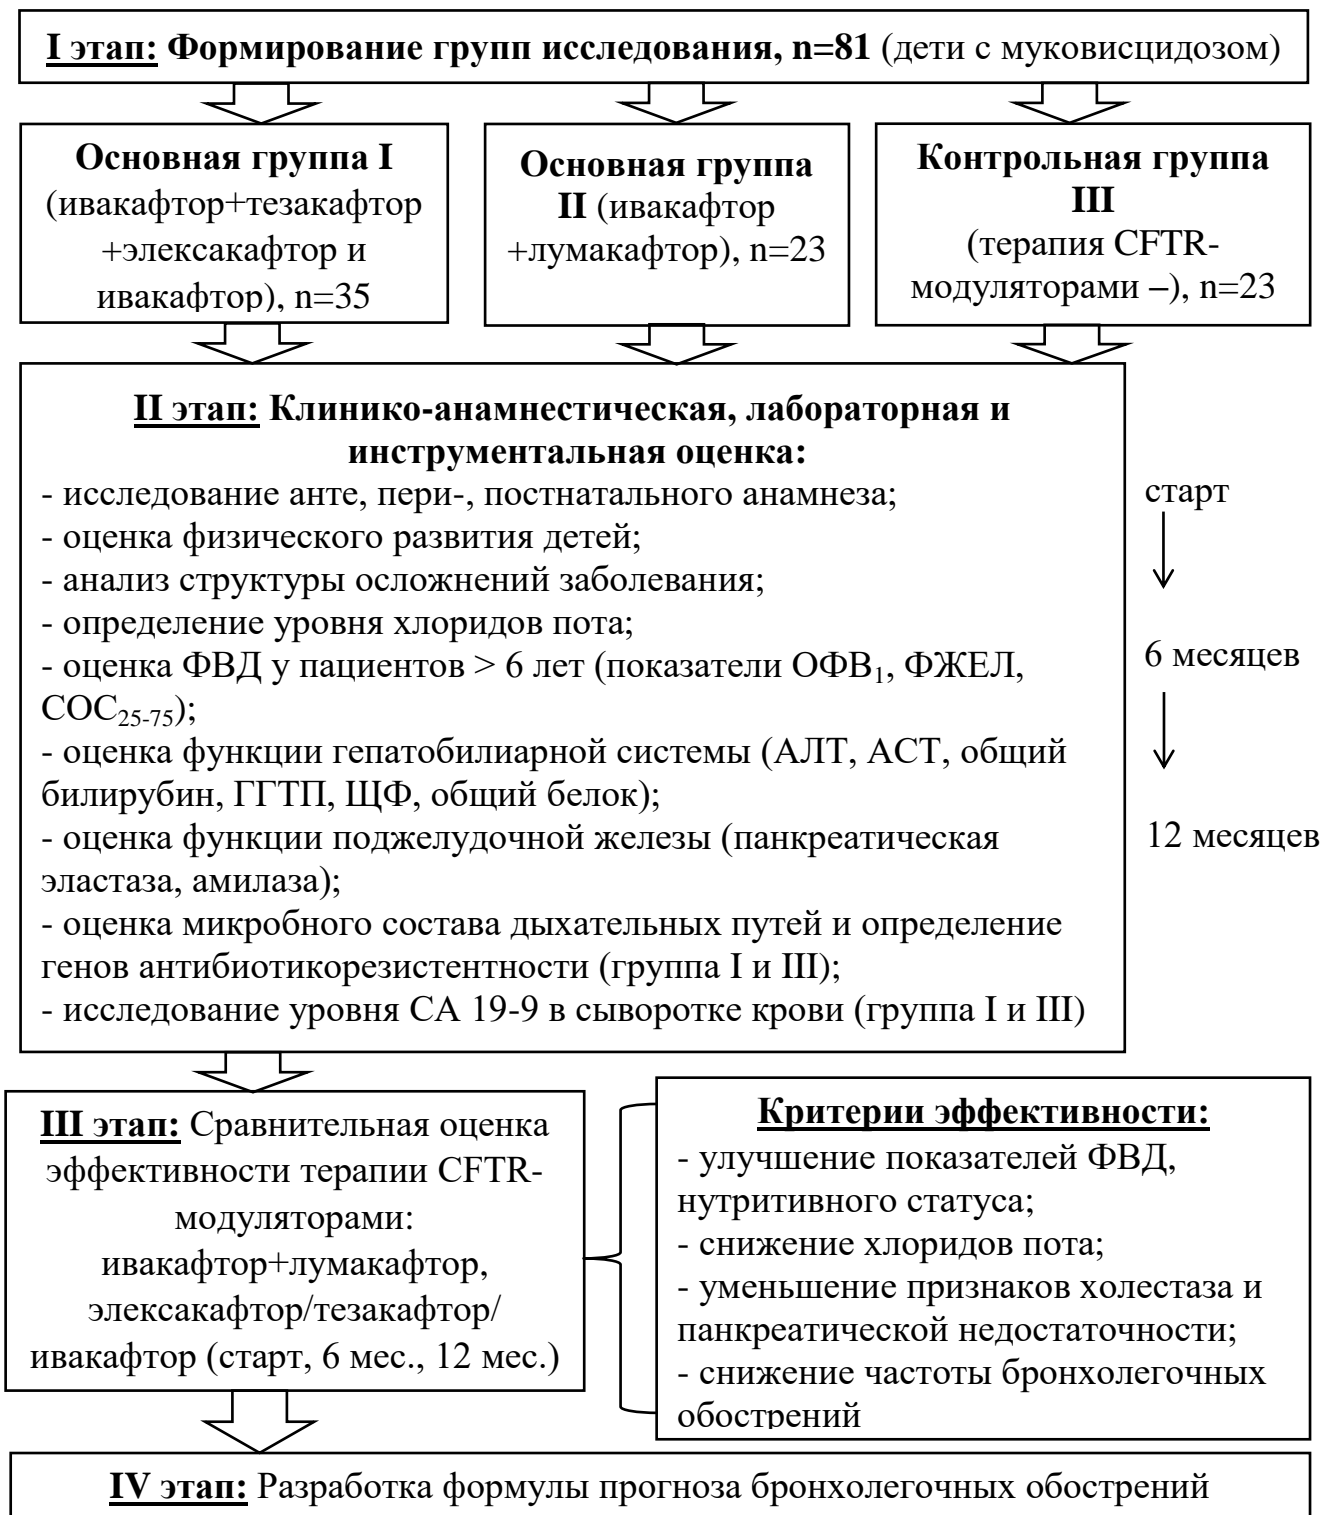 I этап: Формирование групп исследования, n=81 (дети с муковисцидозом)
Основная группа I
(ивакафтор+тезакафтор
+элексакафтор и
ивакафтор), n=35
Основная группа
II (ивакафтор
+лумакафтор), n=23
Контрольная группа
III
(терапия CFTR-
модуляторами –), n=23
II этап: Клинико-анамнестическая, лабораторная и
инструментальная оценка:
- исследование анте, пери-, постнатального анамнеза;
- оценка физического развития детей;
- анализ структуры осложнений заболевания;
- определение уровня хлоридов пота;
- оценка ФВД у пациентов > 6 лет (показатели ОФВ₁, ФЖЕЛ,
СОС₂₅₋₇₅);
- оценка функции гепатобилиарной системы (АЛТ, АСТ, общий
билирубин, ГГТП, ЩФ, общий белок);
- оценка функции поджелудочной железы (панкреатическая
эластаза, амилаза);
- оценка микробного состава дыхательных путей и определение
генов антибиотикорезистентности (группа I и III);
- исследование уровня СА 19-9 в сыворотке крови (группа I и III)
старт
6 месяцев
12 месяцев
III этап: Сравнительная оценка
эффективности терапии CFTR-
модуляторами:
ивакафтор+лумакафтор,
элексакафтор/тезакафтор/
ивакафтор (старт, 6 мес., 12 мес.)
Критерии эффективности:
- улучшение показателей ФВД,
нутритивного статуса;
- снижение хлоридов пота;
- уменьшение признаков холестаза и
панкреатической недостаточности;
- снижение частоты бронхолегочных
обострений
IV этап: Разработка формулы прогноза бронхолегочных обострений